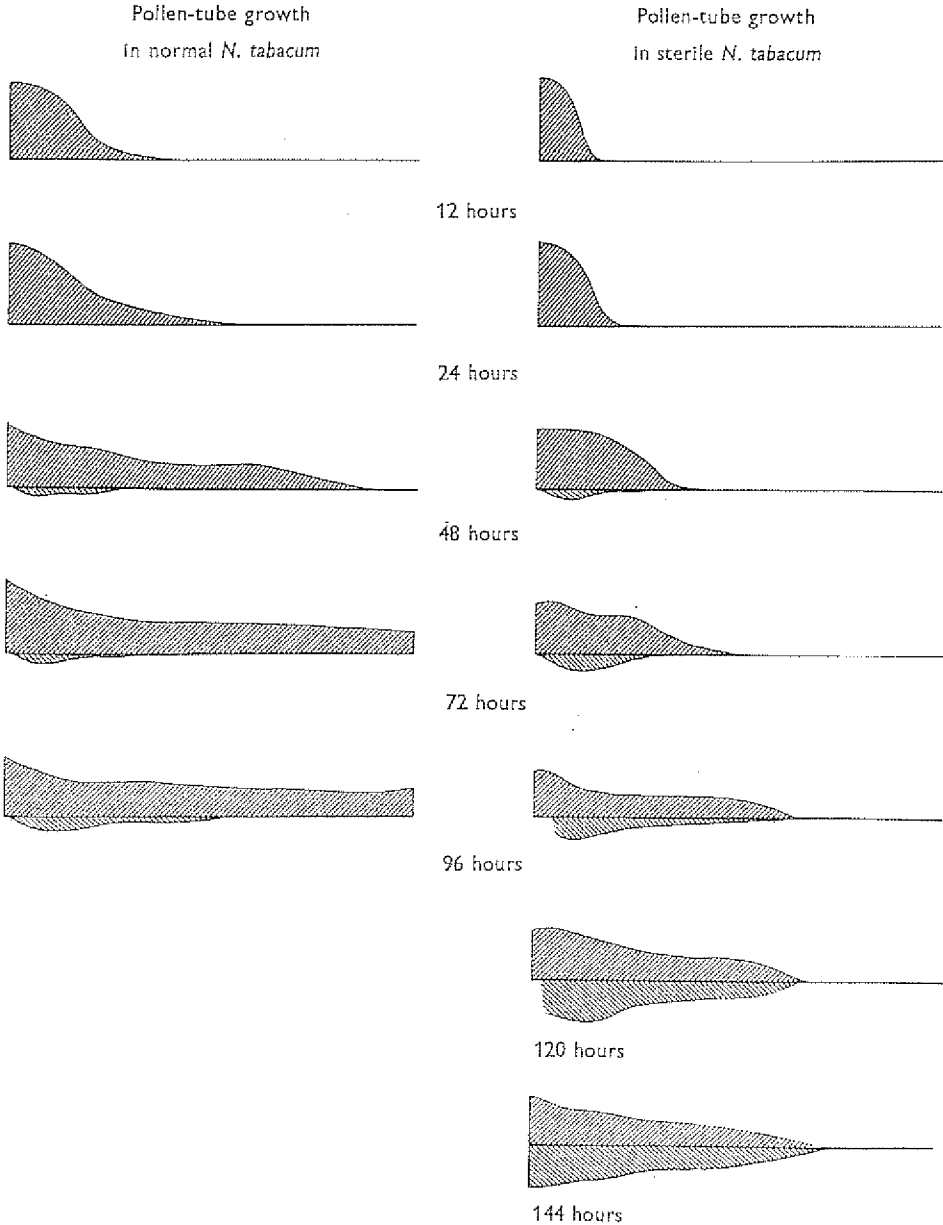 Pollen-tube growth
in normal N. tabacum
Pollen-tube growth
in sterile N. tabacum
12 hours
24 hours
48 hours
72 hours
96 hours
120 hours
144 hours